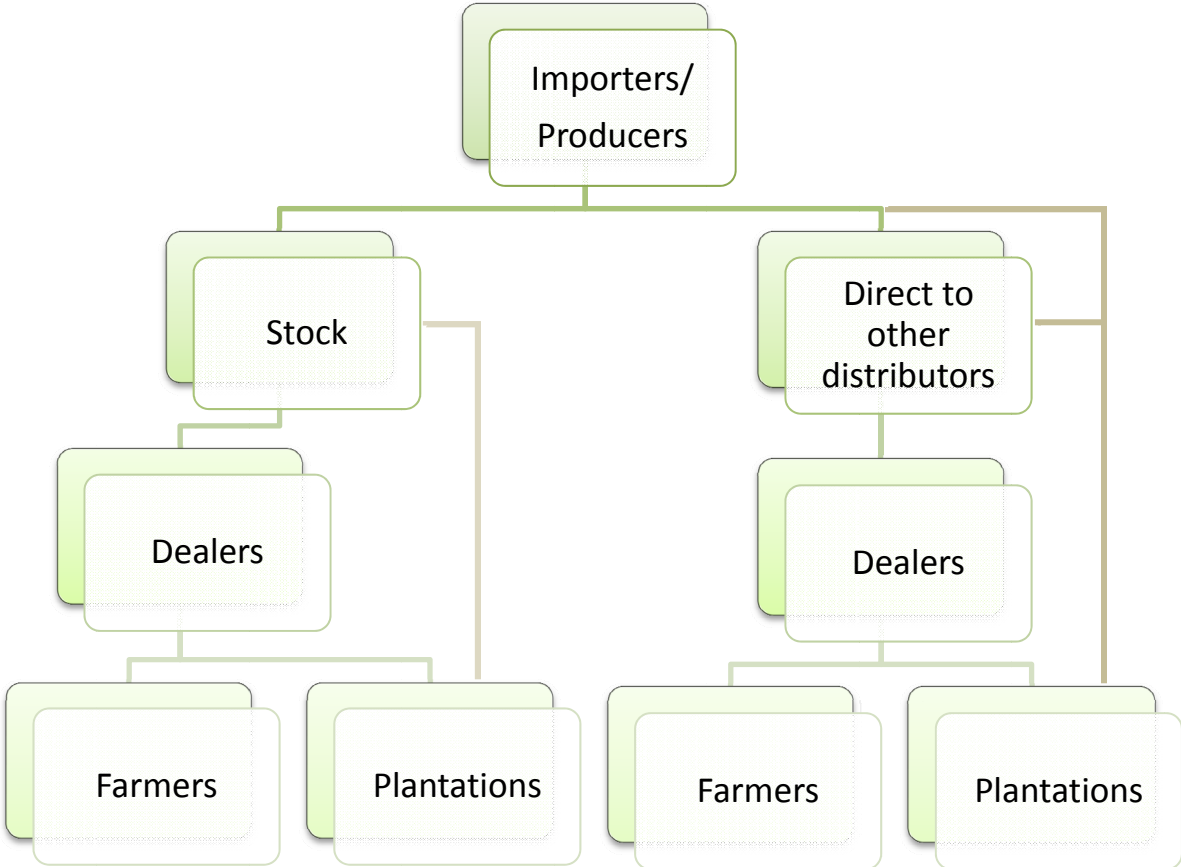 Importers/
Producers
Stock
Direct to
other
distributors
Dealers
Dealers
Farmers
Plantations
Farmers
Plantations